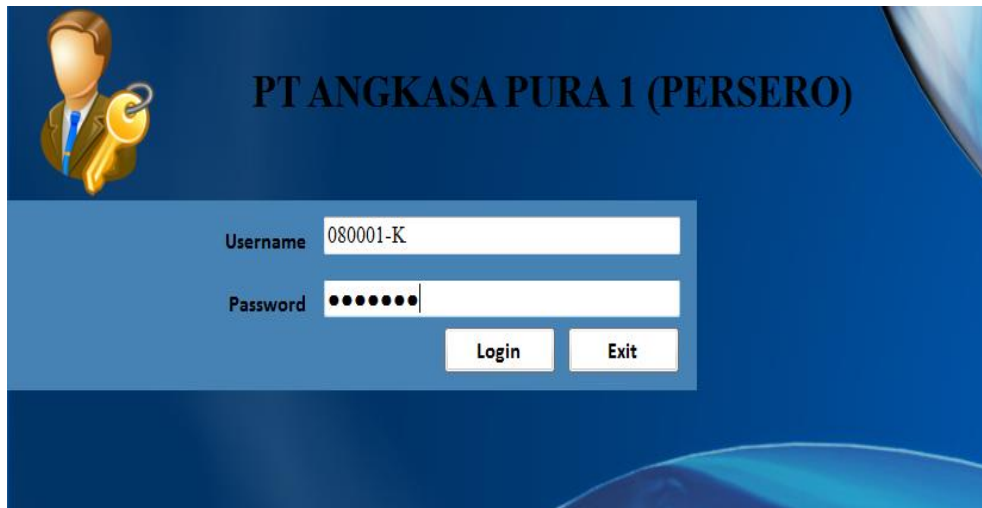 PT ANGKASA PURA 1 (PERSERO)
Username 080001-K
Password ●●●●●●●
Login Exit